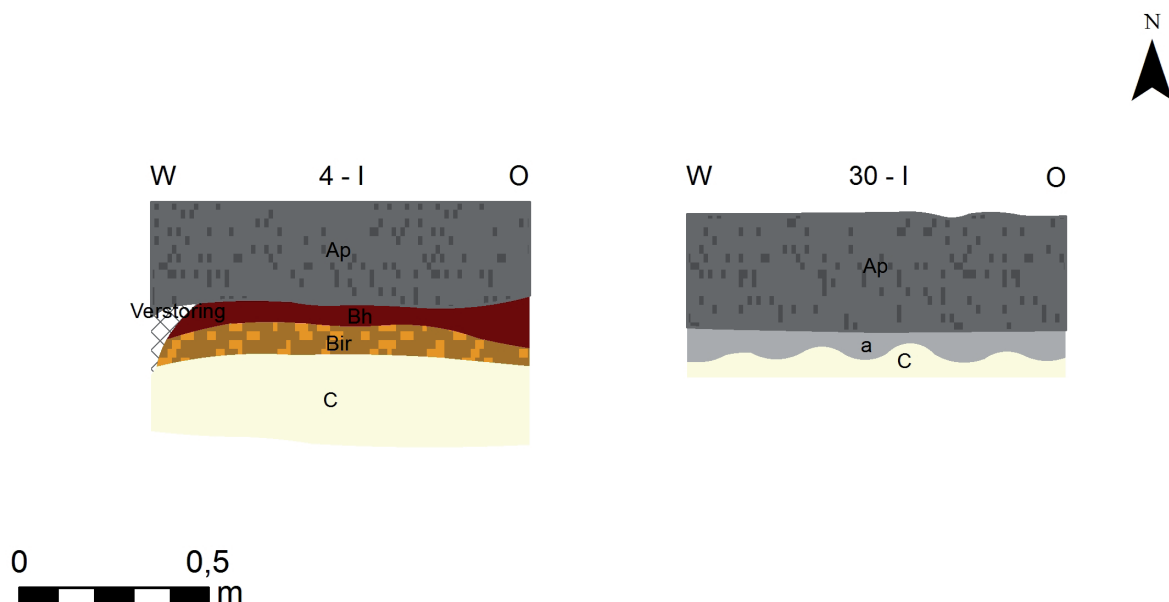 N
W 4 - I O
Ap
Verstoring
Bh
Bir
C
W 30 - I O
Ap
a
C
0 0,5
m